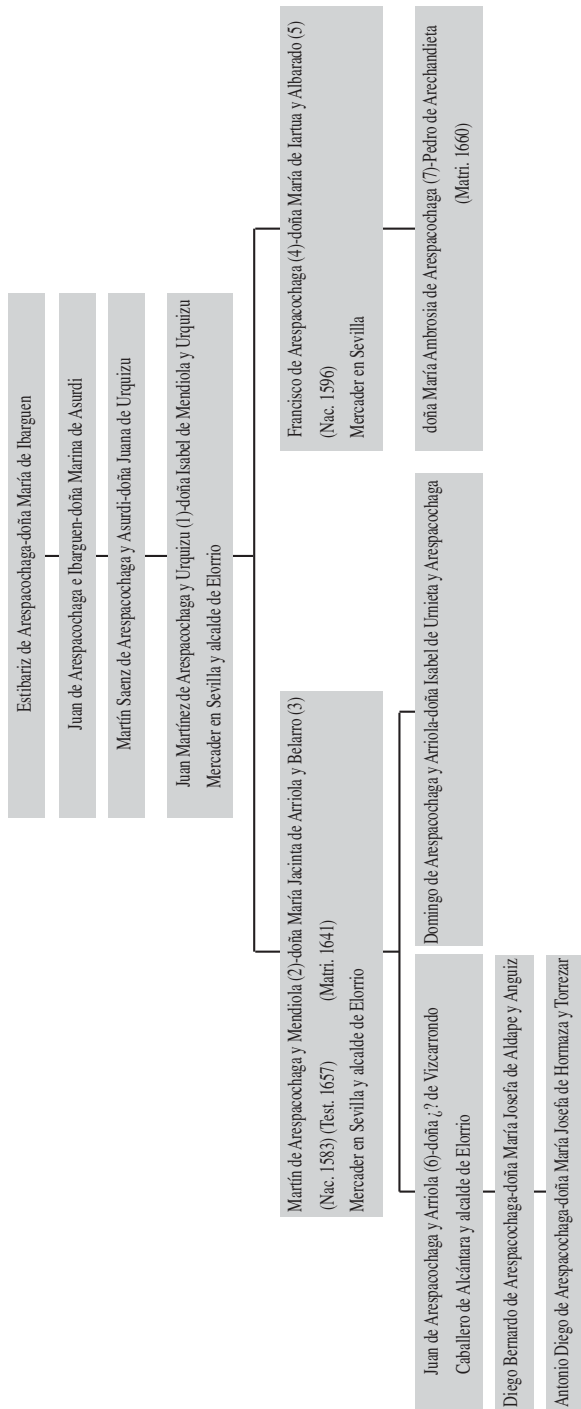 Estibariz de Arespacochaga-doña María de Ibarguen
Juan de Arespacochaga e Ibarguen-doña Marina de Asurdi
Martín Saenz de Arespacochaga y Asurdi-doña Juana de Urquizu
Juan Martínez de Arespacochaga y Urquizu (1)-doña Isabel de Mendiola y Urquizu
Mercader en Sevilla y alcalde de Elorrio
Martín de Arespacochaga y Mendiola (2)-doña María Jacinta de Arriola y Belarro (3)
(Nac. 1583) (Test. 1657) (Matri. 1641)
Mercader en Sevilla y alcalde de Elorrio
Francisco de Arespacochaga (4)-doña María de Iartua y Albarado (5)
(Nac. 1596)
Mercader en Sevilla
Juan de Arespacochaga y Arriola (6)-doña ¿? de Vizcarrondo
Caballero de Alcántara y alcalde de Elorrio
Domingo de Arespacochaga y Arriola-doña Isabel de Urnieta y Arespacochaga
doña María Ambrosia de Arespacochaga (7)-Pedro de Arechandieta
(Matri. 1660)
Diego Bernardo de Arespacochaga-doña María Josefa de Aldape y Anguiz
Antonio Diego de Arespacochaga-doña María Josefa de Hormaza y Torrezar